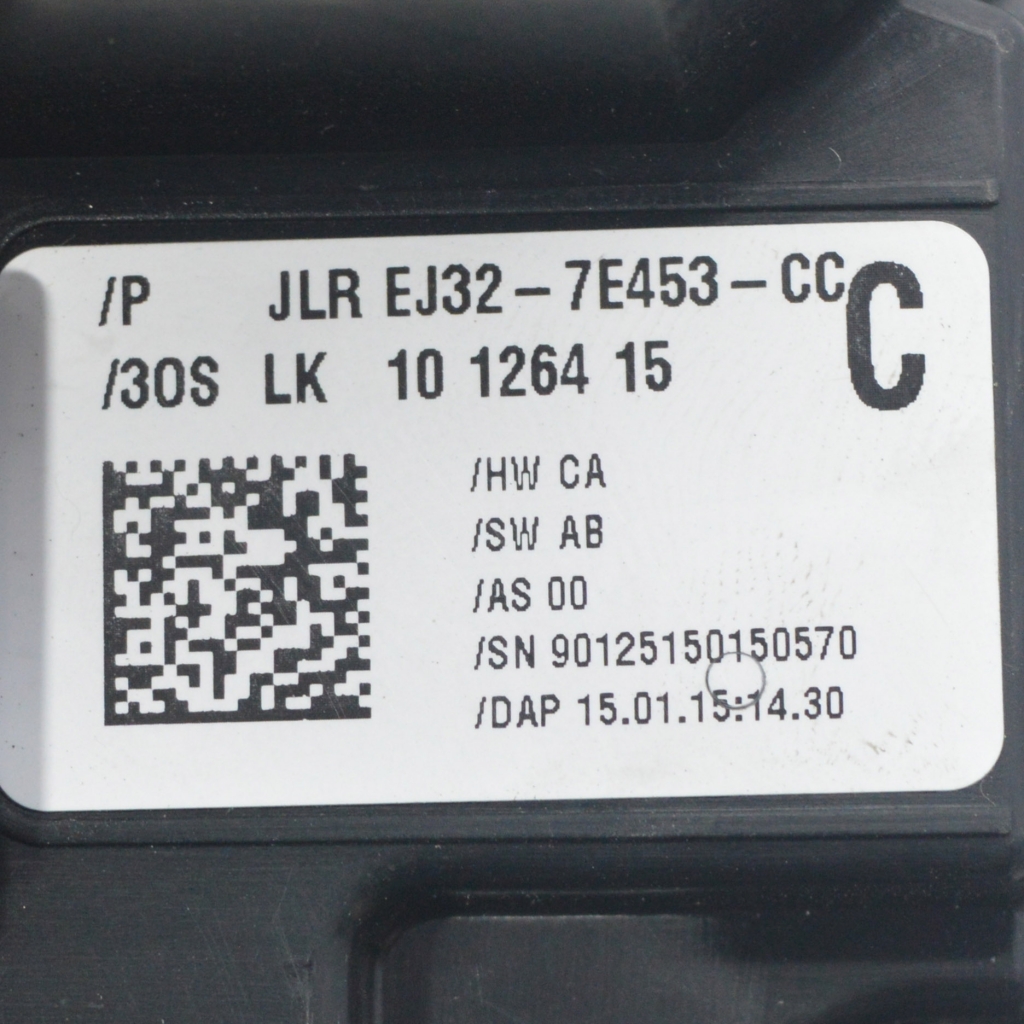 /P JLR EJ32-7E453-CC
C
/30S LK 10 1264 15
/HW CA
/SW AB
/AS 00
/SN 90125150150570
/DAP 15.01.15:14.30